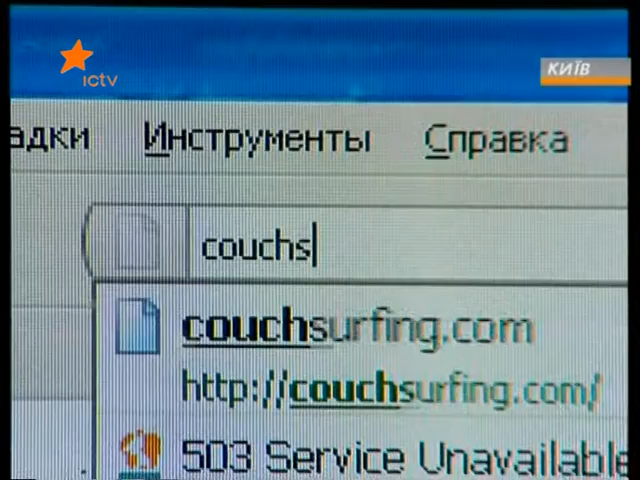 ictv
КИЇВ
адки Инструменты Справка
couchs
couchsurfing.com
http://couchsurfing.com/
503 Service Unavailable